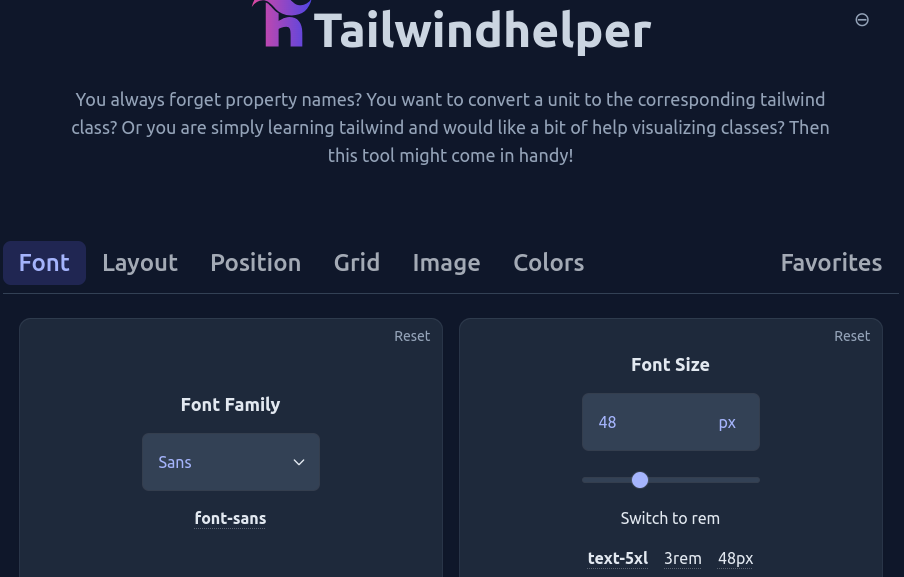 Tailwindhelper
You always forget property names? You want to convert a unit to the corresponding tailwind
class? Or you are simply learning tailwind and would like a bit of help visualizing classes? Then
this tool might come in handy!
Font Layout Position Grid Image Colors Favorites
Reset
Font Family
Sans
font-sans
Reset
Font Size
48 px
Switch to rem
text-5xl 3rem 48px